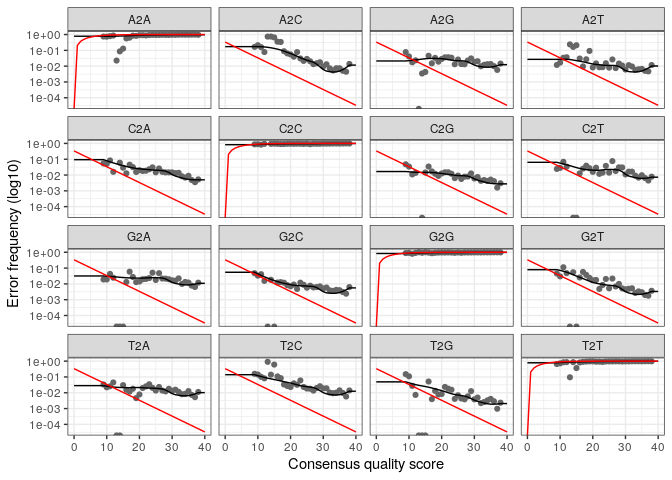 A2A A2C A2G A2T
1e+00
1e-01
1e-02
1e-03
1e-04
C2A C2C C2G C2T
1e+00
1e-01
1e-02
1e-03
1e-04
G2A G2C G2G G2T
1e+00
1e-01
1e-02
1e-03
1e-04
T2A T2C T2G T2T
1e+00
1e-01
1e-02
1e-03
1e-04
0 10 20 30 40 0 10 20 30 40 0 10 20 30 40 0 10 20 30 40
Consensus quality score
Error frequency (log10)